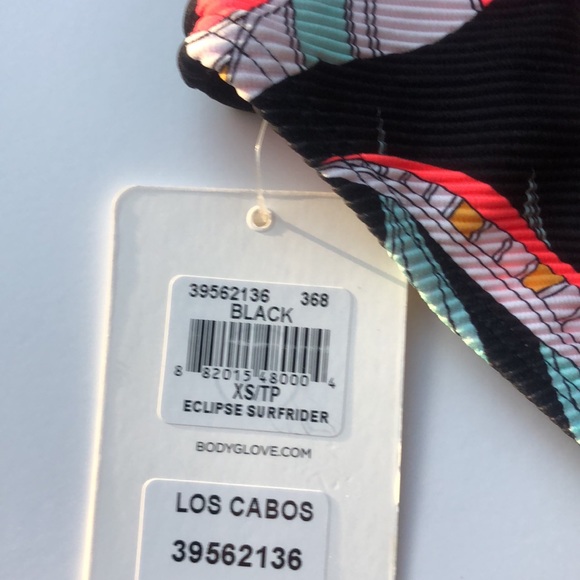 39562136 368
BLACK
8 82015 48000 4
XS/TP
ECLIPSE SURFRIDER
BODYGLOVE.COM
LOS CABOS
39562136